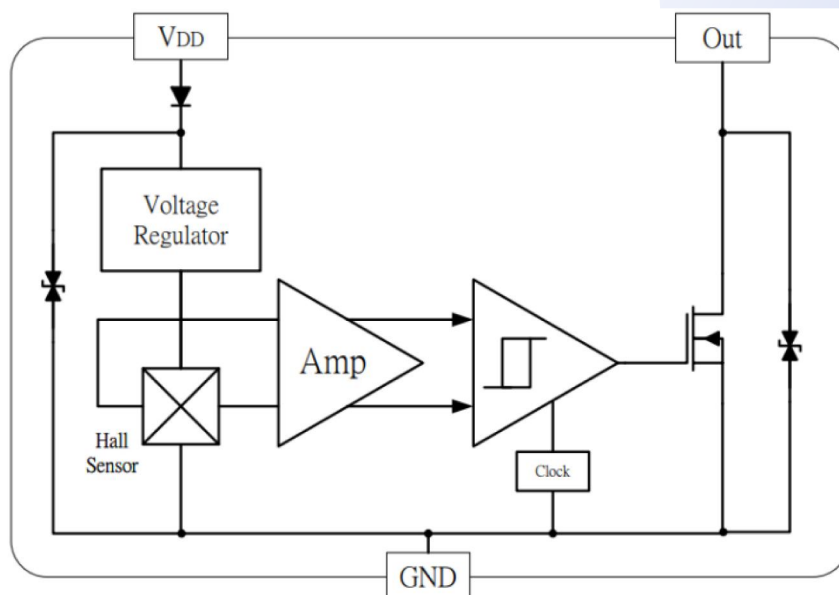 VDD
Out
Voltage
Regulator
Amp
Hall
Sensor
Clock
GND